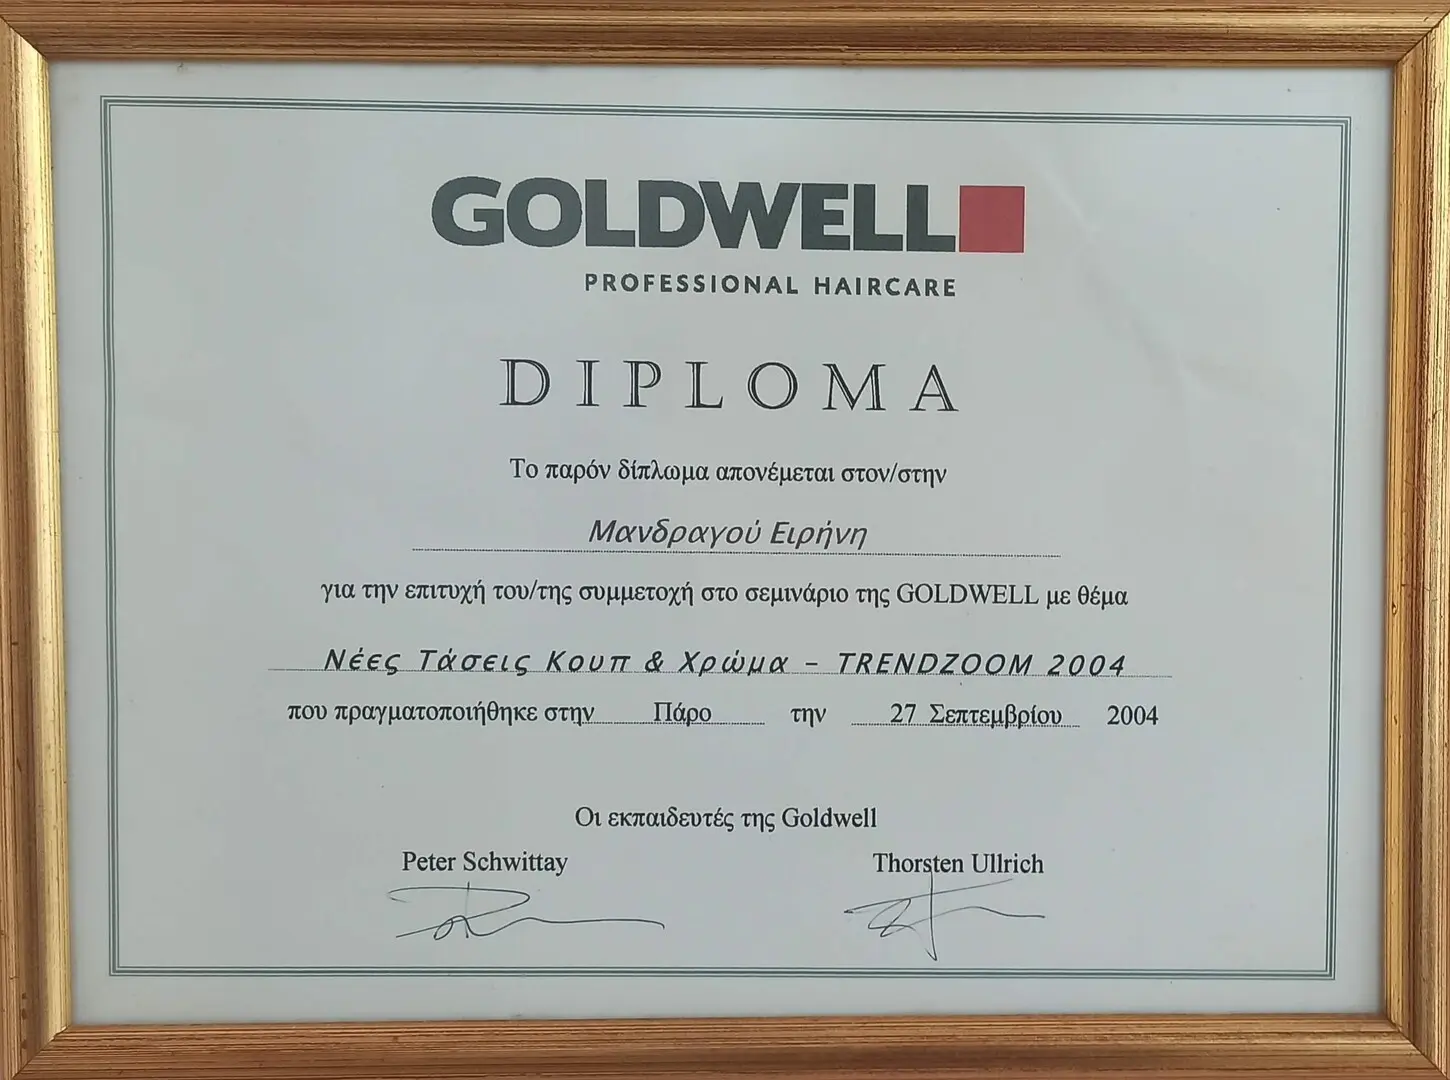 GOLDWELL
PROFESSIONAL HAIRCARE
DIPLOMA
Το παρόν δίπλωμα απονέμεται στον/στην
Μανδραγού Ειρήνη
για την επιτυχή του/της συμμετοχή στο σεμινάριο της GOLDWELL με θέμα
Νέες Τάσεις Κουπ & Χρώμα – TRENDZOOM 2004
που πραγματοποιήθηκε στην Πάρο την 27 Σεπτεμβρίου 2004
Οι εκπαιδευτές της Goldwell
Peter Schwittay Thorsten Ullrich